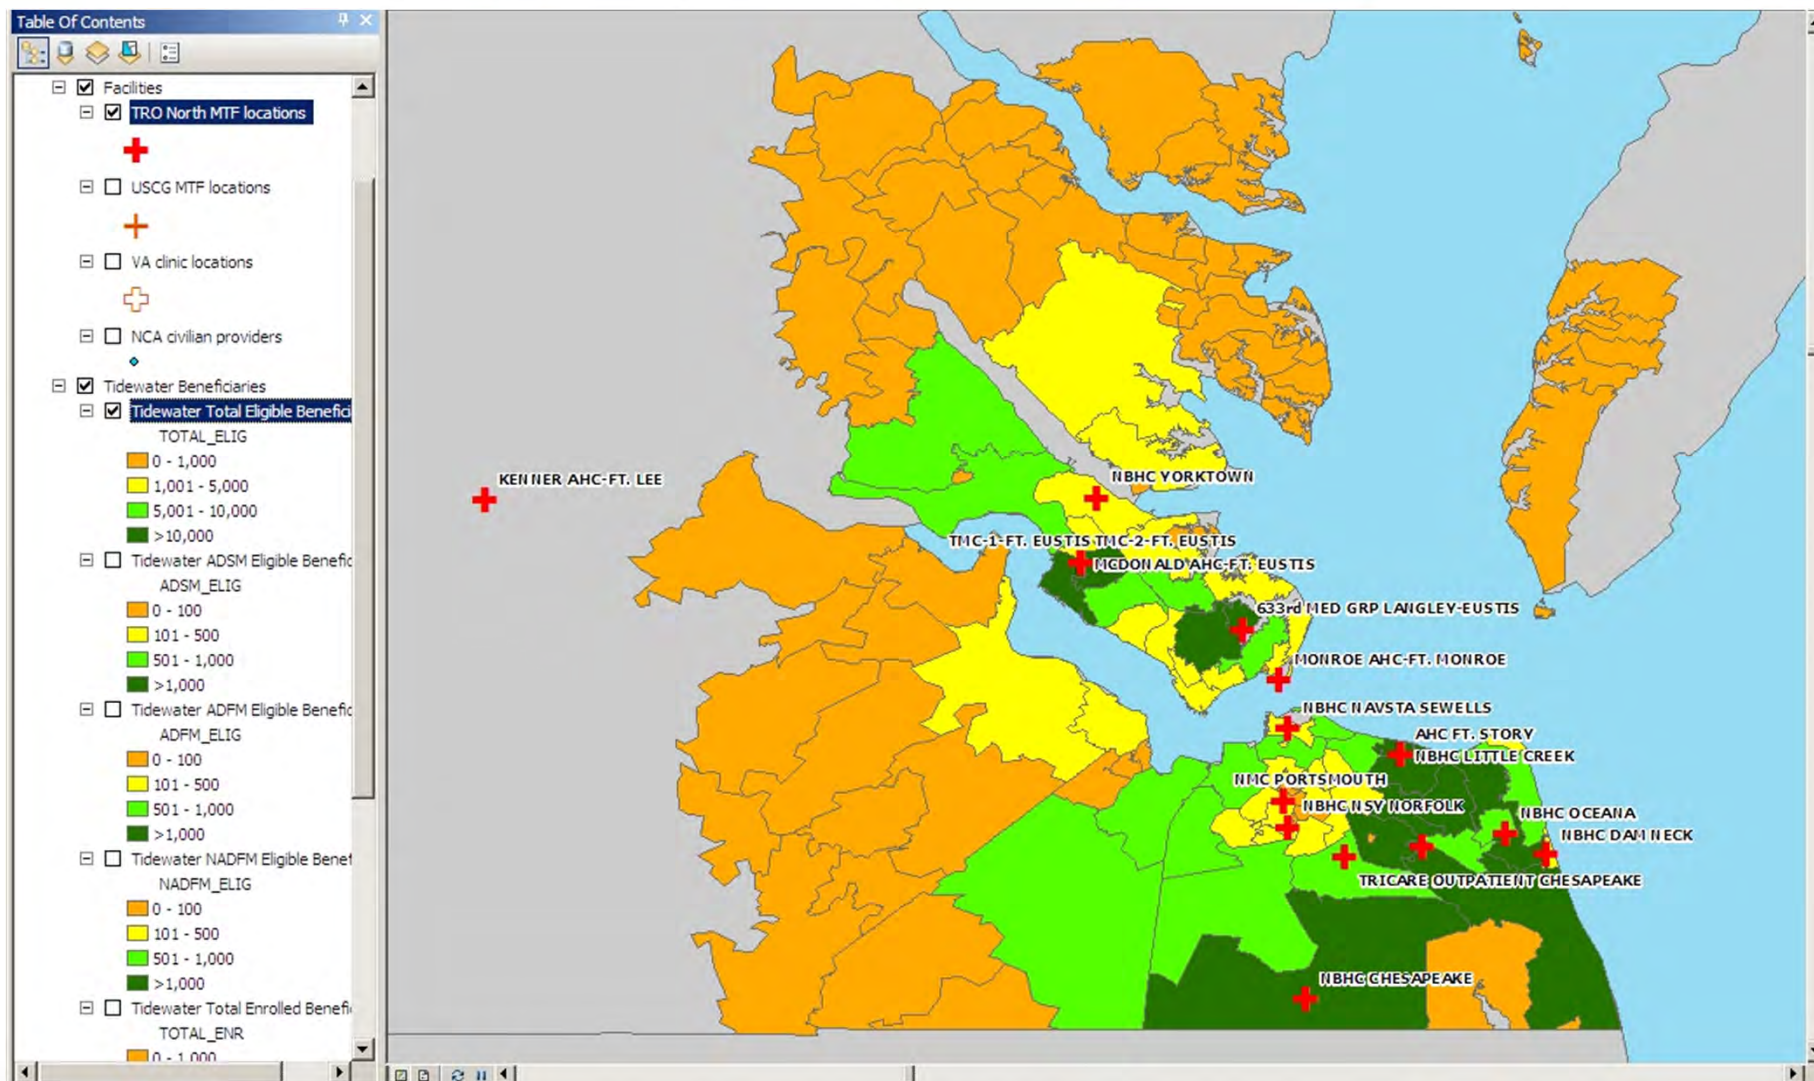 Table Of Contents
Facilities
TRO North MTF locations
USCG MTF locations
VA clinic locations
NCA civilian providers
Tidewater Beneficiaries
Tidewater Total Eligible Benefici
TOTAL_ELIG
0 - 1,000
1,001 - 5,000
5,001 - 10,000
>10,000
Tidewater ADSM Eligible Benefic
ADSM_ELIG
0 - 100
101 - 500
501 - 1,000
>1,000
Tidewater ADFM Eligible Benefic
ADFM_ELIG
0 - 100
101 - 500
501 - 1,000
>1,000
Tidewater NADFM Eligible Benef
NADFM_ELIG
0 - 100
101 - 500
501 - 1,000
>1,000
Tidewater Total Enrolled Benefi
TOTAL_ENR
0 - 1,000
KENNER AHC-FT. LEE
NBHC YORKTOWN
TMC-1-FT. EUSTIS TMC-2-FT. EUSTIS
MCDONALD AHC-FT. EUSTIS
633rd MED GRP LANGLEY-EUSTIS
MONROE AHC-FT. MONROE
NBHC NAVSTA SEWELLS
AHC FT. STORY
NBHC LITTLE CREEK
NMC PORTSMOUTH
NBHC NSY NORFOLK
NBHC OCEANA
NBHC DAM NECK
TRICARE OUTPATIENT CHESAPEAKE
NBHC CHESAPEAKE